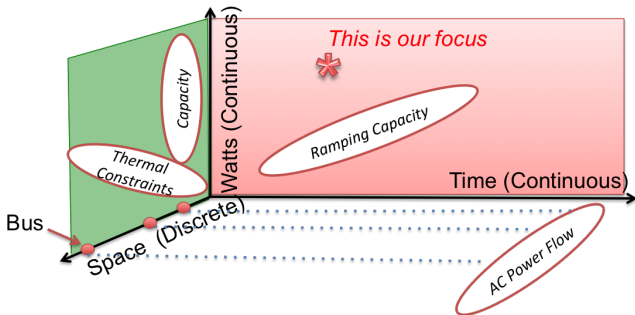 This is our focus
Capacity
Watts (Continuous)
Ramping Capacity
Thermal
Constraints
Time (Continuous)
Bus
Space (Discrete)
AC Power Flow